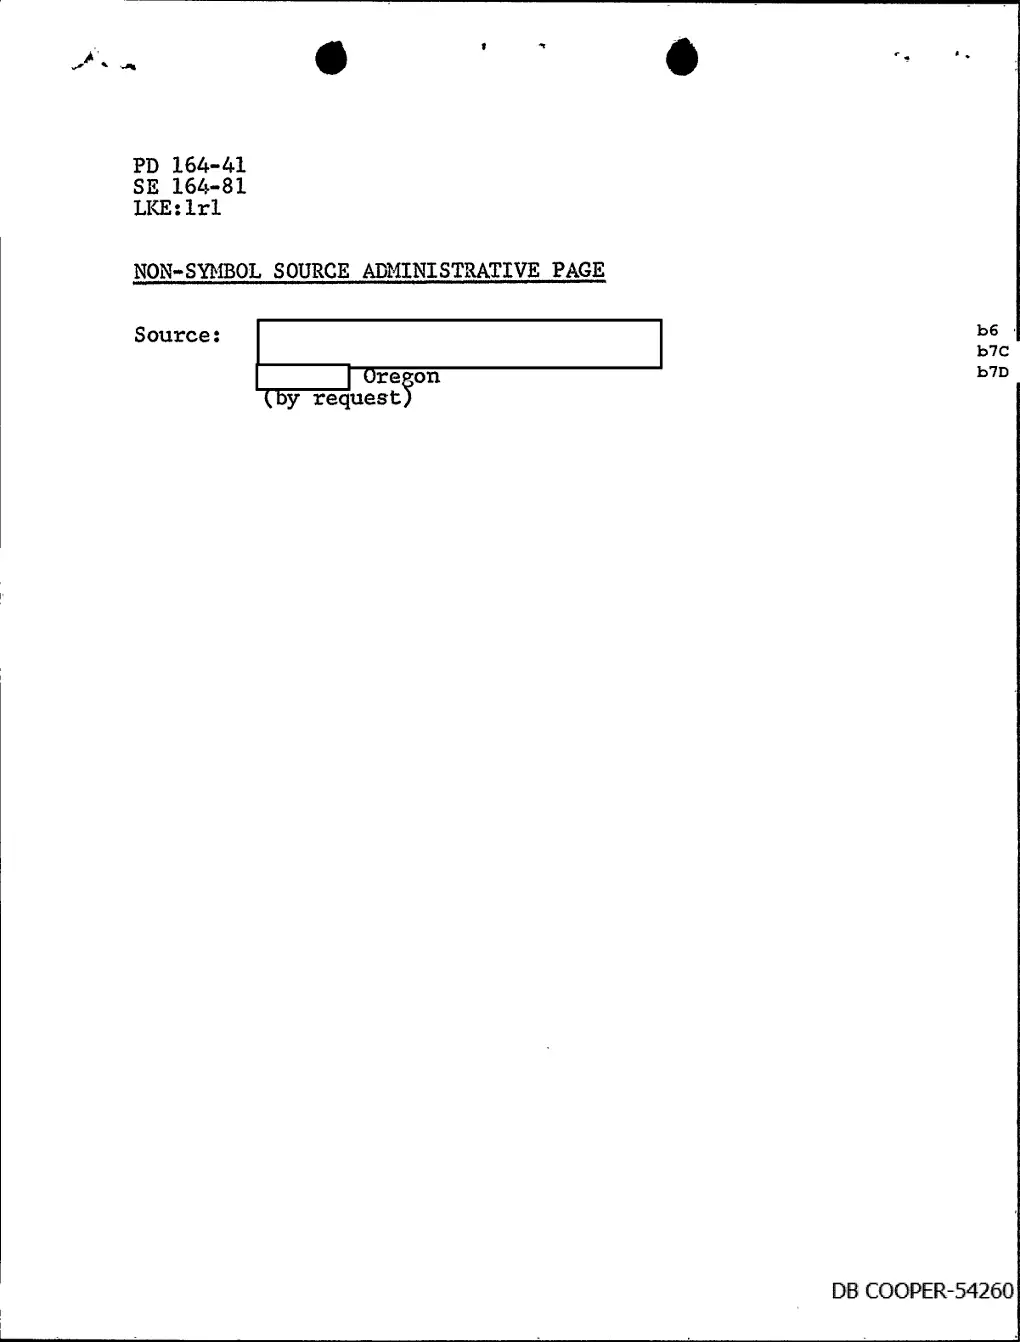 PD 164-41
SE 164-81
LKE:lrl
NON-SYMBOL SOURCE ADMINISTRATIVE PAGE
Source:
b6
b7C
Oregon
b7D
(by request)
DB COOPER-54260